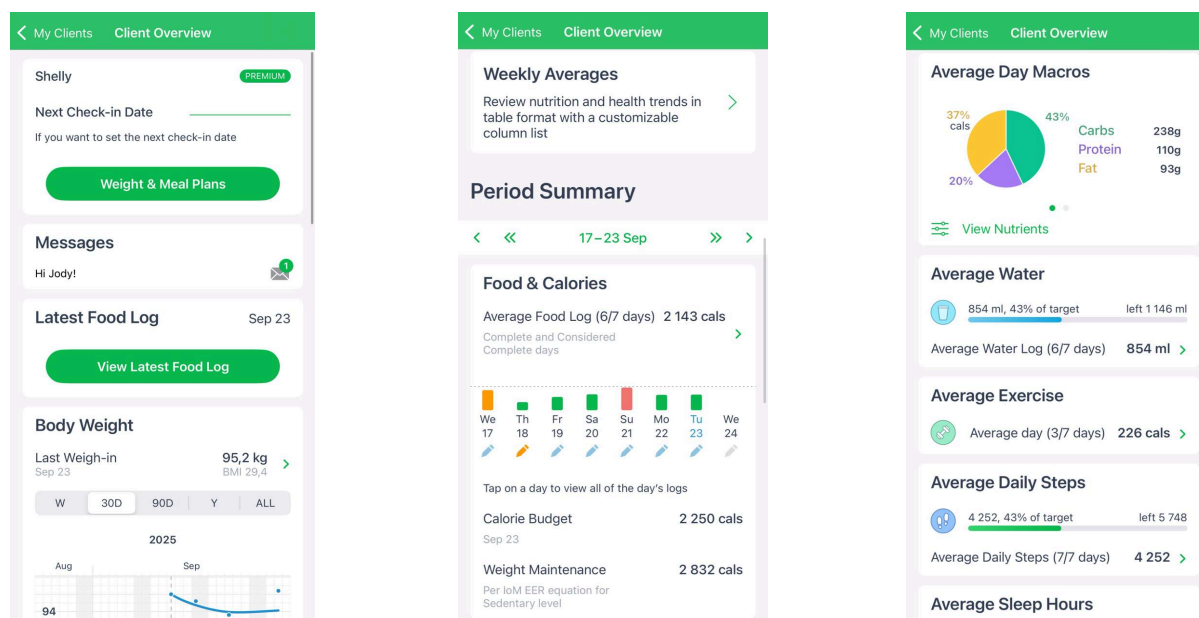 My Clients Client Overview
Shelly PREMIUM
Next Check-in Date
If you want to set the next check-in date
Weight & Meal Plans
Messages
Hi Jody! 1
Latest Food Log Sep 23
View Latest Food Log
Body Weight
Last Weigh-in 95,2 kg
Sep 23 BMI 29,4
W 30D 90D Y ALL
2025
Aug Sep
94
My Clients Client Overview
Weekly Averages
Review nutrition and health trends in
table format with a customizable
column list
Period Summary
17–23 Sep
Food & Calories
Average Food Log (6/7 days) 2 143 cals
Complete and Considered
Complete days
We Th Fr Sa Su Mo Tu We
17 18 19 20 21 22 23 24
Tap on a day to view all of the day's logs
Calorie Budget 2 250 cals
Sep 23
Weight Maintenance 2 832 cals
Per IoM EER equation for
Sedentary level
My Clients Client Overview
Average Day Macros
37%
cals
43%
20%
Carbs 238g
Protein 110g
Fat 93g
View Nutrients
Average Water
854 ml, 43% of target left 1 146 ml
Average Water Log (6/7 days) 854 ml
Average Exercise
Average day (3/7 days) 226 cals
Average Daily Steps
4 252, 43% of target left 5 748
Average Daily Steps (7/7 days) 4 252
Average Sleep Hours